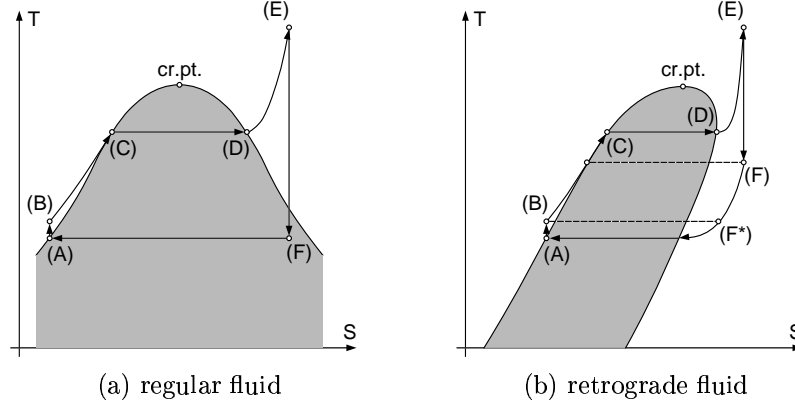 T
(E)
cr.pt.
(C)
(D)
(B)
(A)
(F)
S
(a) regular fluid
T
(E)
cr.pt.
(D)
(C)
(F)
(B)
(F*)
(A)
S
(b) retrograde fluid